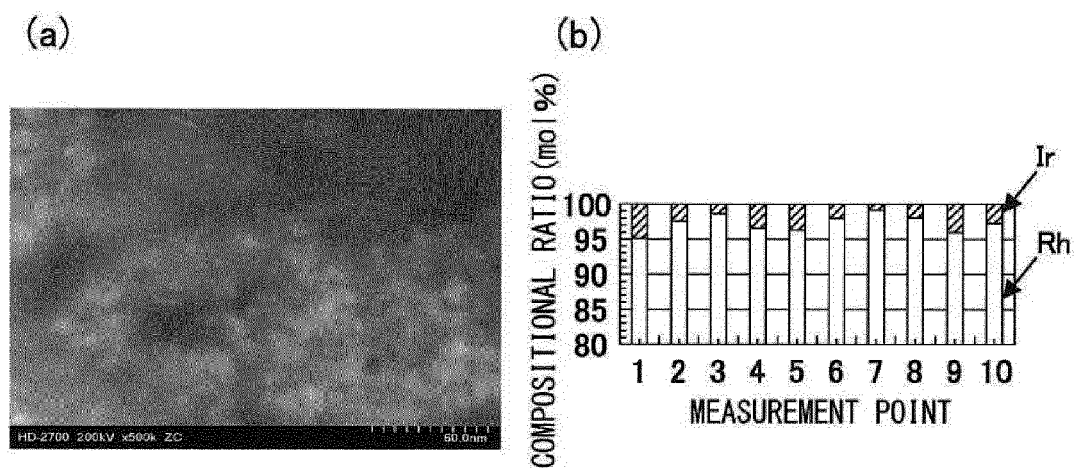 (a)
(b)
HD-2700 200kV x500k ZC
60.0nm
COMPOSITIONAL RATIO (mol%)
100
95
90
85
80
1 2 3 4 5 6 7 8 9 10
MEASUREMENT POINT
Ir
Rh